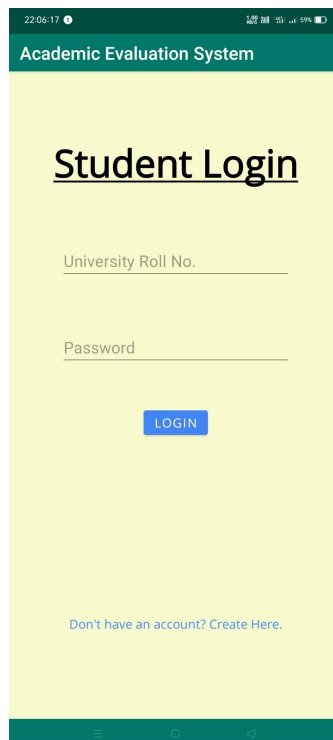 22:06:17
59%
Academic Evaluation System
Student Login
University Roll No.
Password
LOGIN
Don't have an account? Create Here.